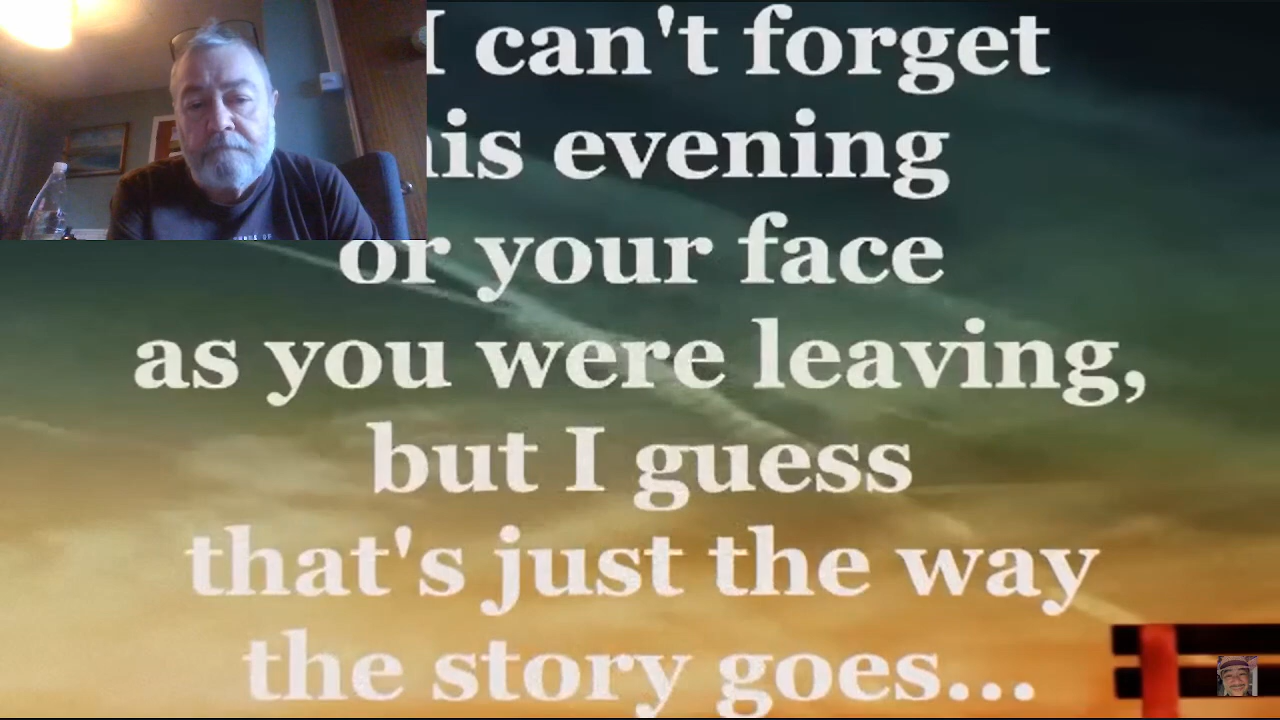 I can't forget
is evening
or your face
as you were leaving,
but I guess
that's just the way
the story goes...